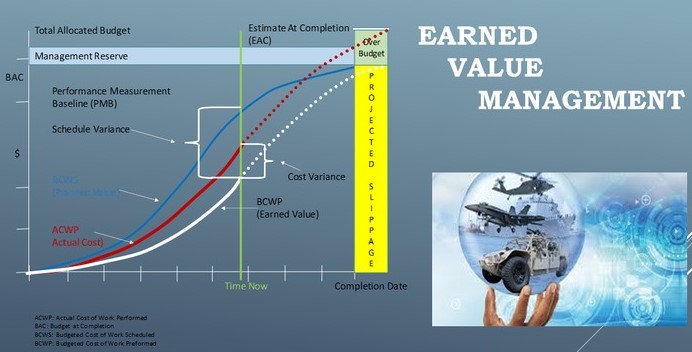 Total Allocated Budget
Estimate At Completion
(EAC)
EARNED
VALUE
MANAGEMENT
Over
Budget
Management Reserve
BAC
Performance Measurement
Baseline (PMB)
Schedule Variance
$
BCWS
(Planned Value)
Cost Variance
BCWP
(Earned Value)
ACWP
Actual Cost)
PROJECTED SLIPPAGE
Time Now
Completion Date
ACWP: Actual Cost of Work Performed
BAC: Budget at Completion
BCWS: Budgeted Cost of Work Scheduled
BCWP: Budgeted Cost of Work Preformed